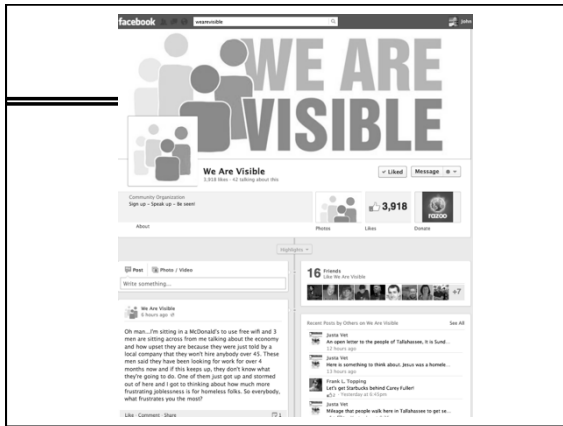 facebook
wearevisible
John
WE ARE
VISIBLE
We Are Visible
3,918 likes · 42 talking about this
Liked
Message
Community Organization
Sign up - Speak up - Be seen!
About
3,918
razoo
Photos
Likes
Donate
Highlights
Post
Photo / Video
Write something...
16 Friends
Like We Are Visible
+7
We Are Visible
6 hours ago
Oh man...I'm sitting in a McDonald's to use free wifi and 3
men are sitting across from me talking about the economy
and how upset they are because they were just told by a
local company that they won't hire anybody over 45. These
men said they have been looking for work for over 4
months now and if this keeps up, they don't know what
they're going to do. One of them just got up and stormed
out of here and I got to thinking about how much more
frustrating joblessness is for homeless folks. So everybody,
what frustrates you the most?
Like · Comment · Share
1
Recent Posts by Others on We Are Visible
See All
Justa Vet
An open letter to the people of Tallahassee, It is Sund...
12 hours ago
Justa Vet
Here is something to think about, Jesus was a homele...
13 hours ago
Frank L. Topping
Let's get Starbucks behind Carey Fuller!
Yesterday at 6:45pm
Justa Vet
Mileage that people walk here in Tallahassee to get se...